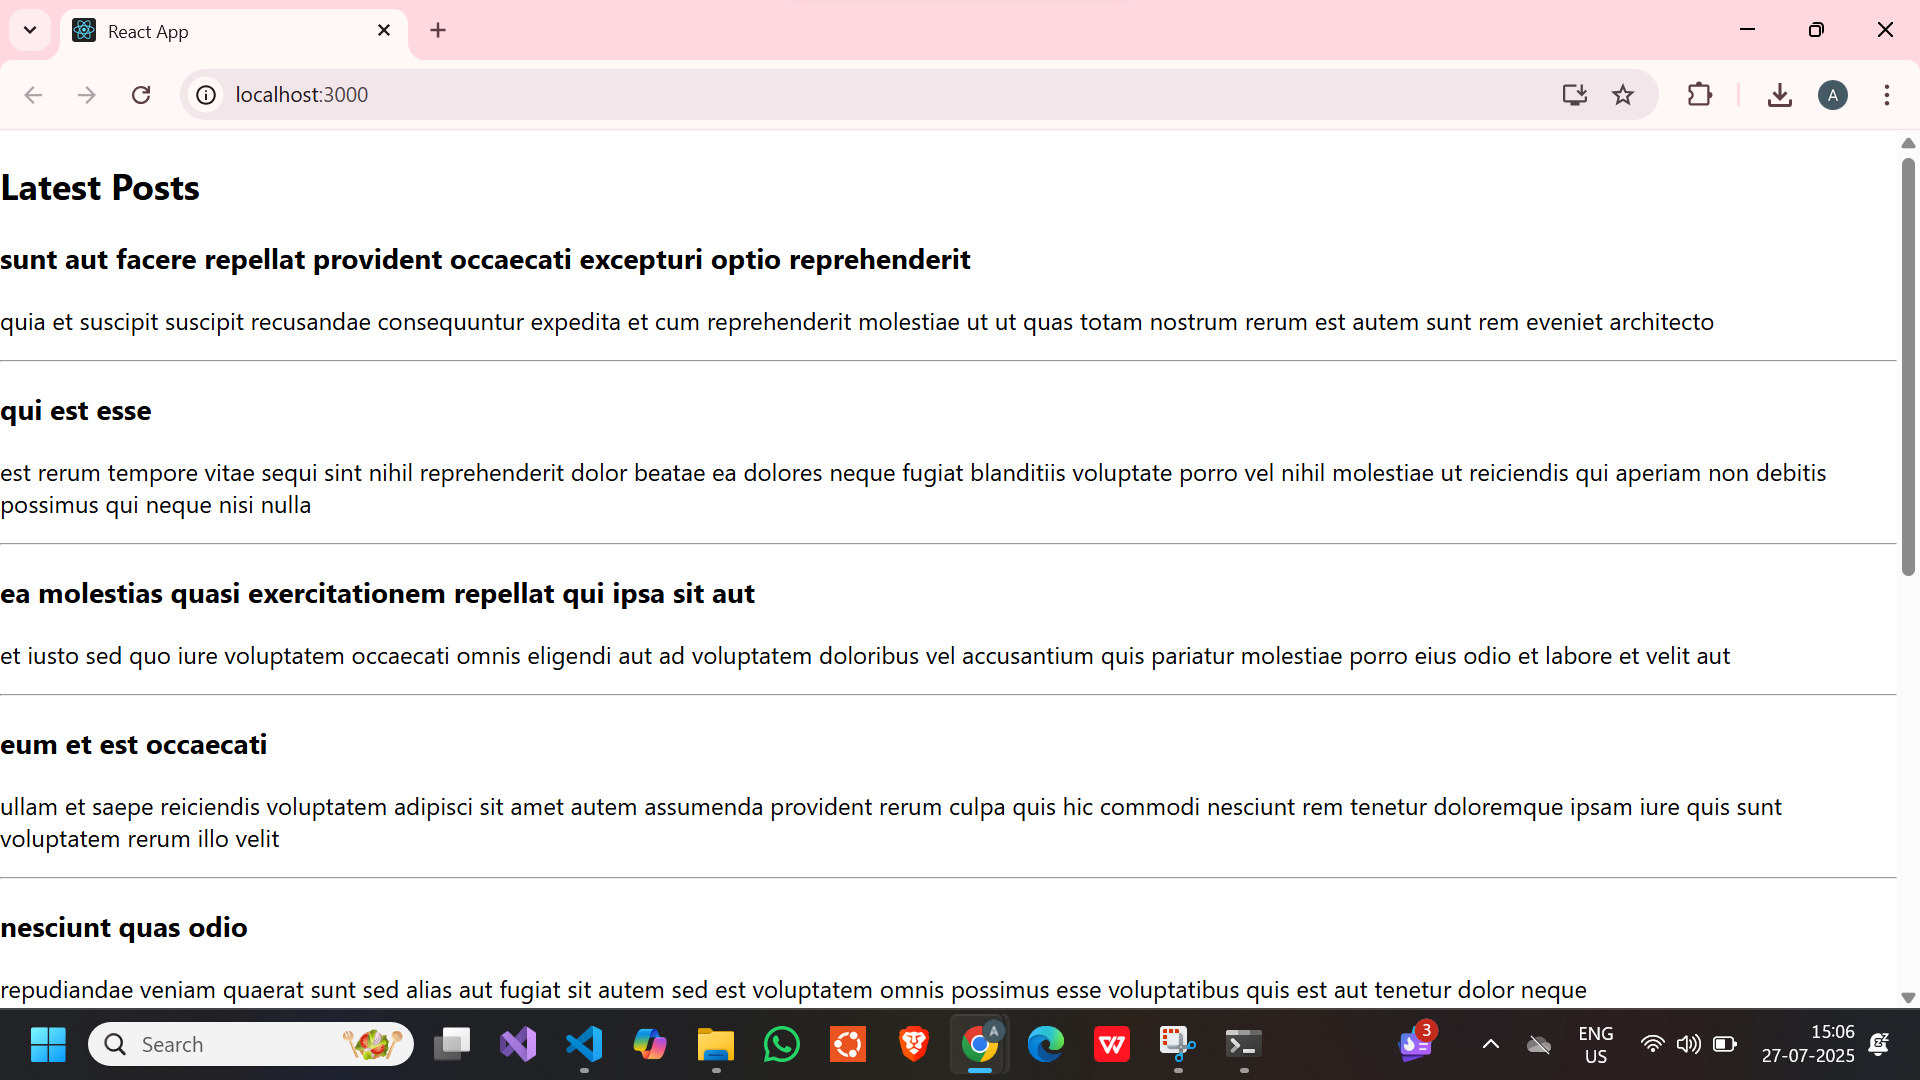 React App
localhost:3000
A
Latest Posts
sunt aut facere repellat provident occaecati excepturi optio reprehenderit
quia et suscipit suscipit recusandae consequuntur expedita et cum reprehenderit molestiae ut ut quas totam nostrum rerum est autem sunt rem eveniet architecto
qui est esse
est rerum tempore vitae sequi sint nihil reprehenderit dolor beatae ea dolores neque fugiat blanditiis voluptate porro vel nihil molestiae ut reiciendis qui aperiam non debitis
possimus qui neque nisi nulla
ea molestias quasi exercitationem repellat qui ipsa sit aut
et iusto sed quo iure voluptatem occaecati omnis eligendi aut ad voluptatem doloribus vel accusantium quis pariatur molestiae porro eius odio et labore et velit aut
eum et est occaecati
ullam et saepe reiciendis voluptatem adipisci sit amet autem assumenda provident rerum culpa quis hic commodi nesciunt rem tenetur doloremque ipsam iure quis sunt
voluptatem rerum illo velit
nesciunt quas odio
repudiandae veniam quaerat sunt sed alias aut fugiat sit autem sed est voluptatem omnis possimus esse voluptatibus quis est aut tenetur dolor neque
Search
A
W
3
ENG
US
15:06
27-07-2025